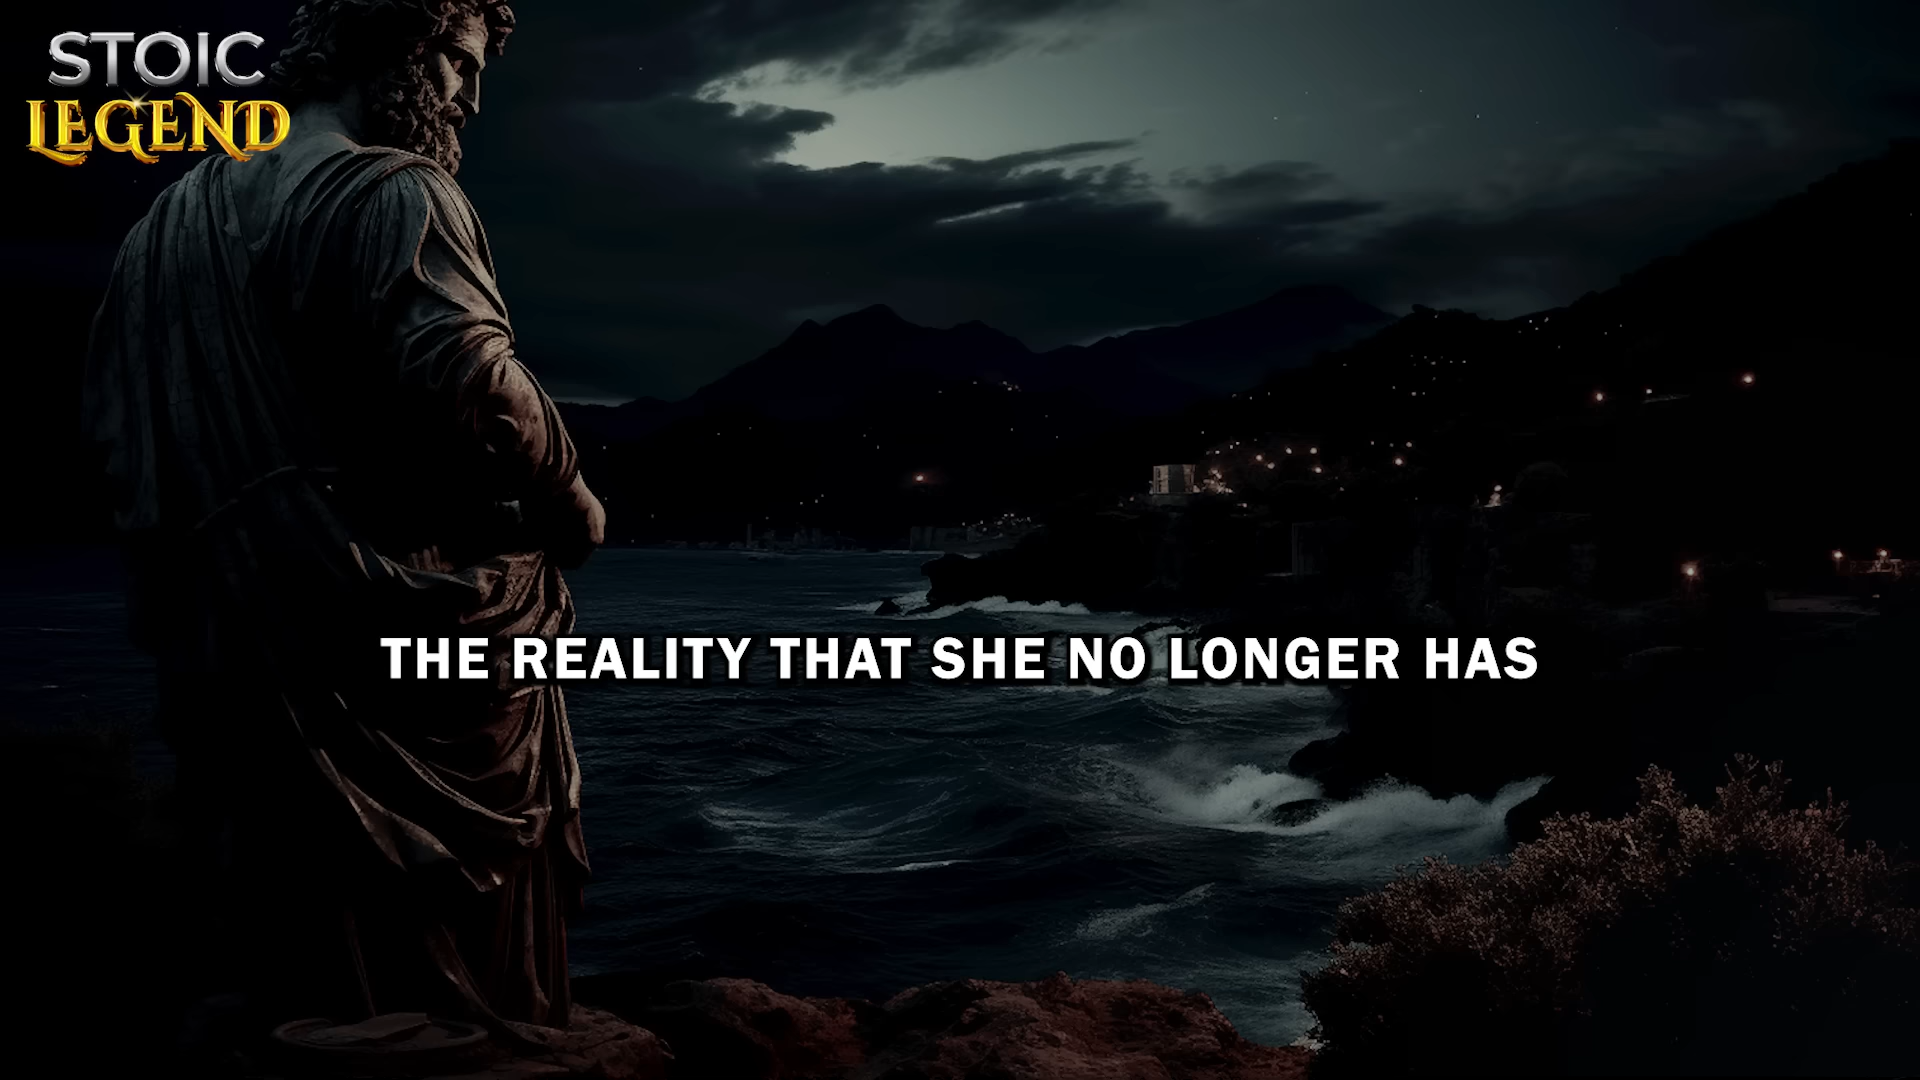 STOIC
LEGEND
THE REALITY THAT SHE NO LONGER HAS